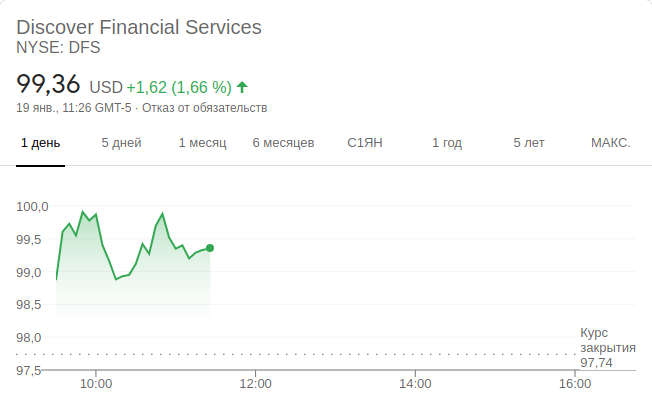 Discover Financial Services
NYSE: DFS
99,36 USD +1,62 (1,66 %)
19 янв., 11:26 GMT-5 · Отказ от обязательств
1 день 5 дней 1 месяц 6 месяцев С1ЯН 1 год 5 лет МАКС.
100,0
99,5
99,0
98,5
98,0
97,5
Курс
закрытия
97,74
10:00 12:00 14:00 16:00